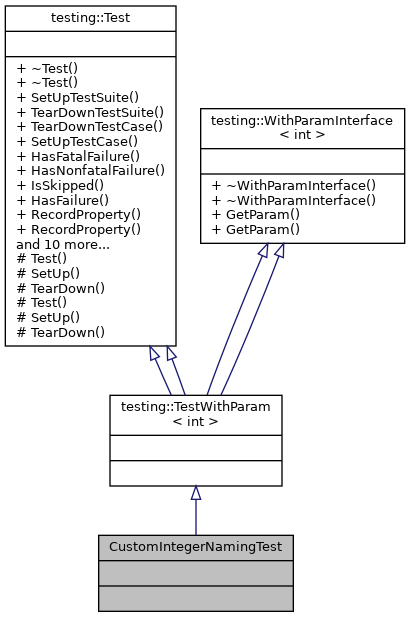 testing::Test
+ ~Test()
+ ~Test()
+ SetUpTestSuite()
+ TearDownTestSuite()
+ TearDownTestCase()
+ SetUpTestCase()
+ HasFatalFailure()
+ HasNonfatalFailure()
+ IsSkipped()
+ HasFailure()
+ RecordProperty()
+ RecordProperty()
and 10 more...
# Test()
# SetUp()
# TearDown()
# Test()
# SetUp()
# TearDown()
testing::WithParamInterface
< int >
+ ~WithParamInterface()
+ ~WithParamInterface()
+ GetParam()
+ GetParam()
testing::TestWithParam
< int >
CustomIntegerNamingTest